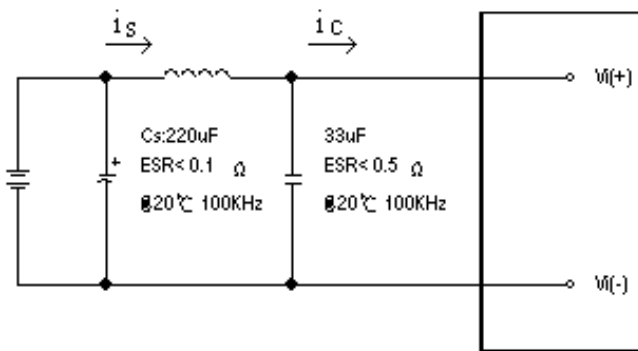 is
ic
Vi(+)
Cs:220uF
ESR< 0.1 Ω
@20℃ 100KHz
33uF
ESR< 0.5 Ω
@20℃ 100KHz
+
Vi(-)